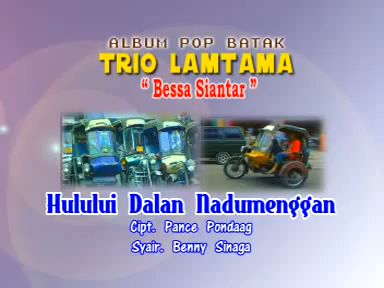 ALBUM POP BATAK
TRIO LAMTAMA
“ Bessa Siantar ”
Hulului Dalan Nadumenggan
Cipt. Pance Pondaag
Syair. Benny Sinaga